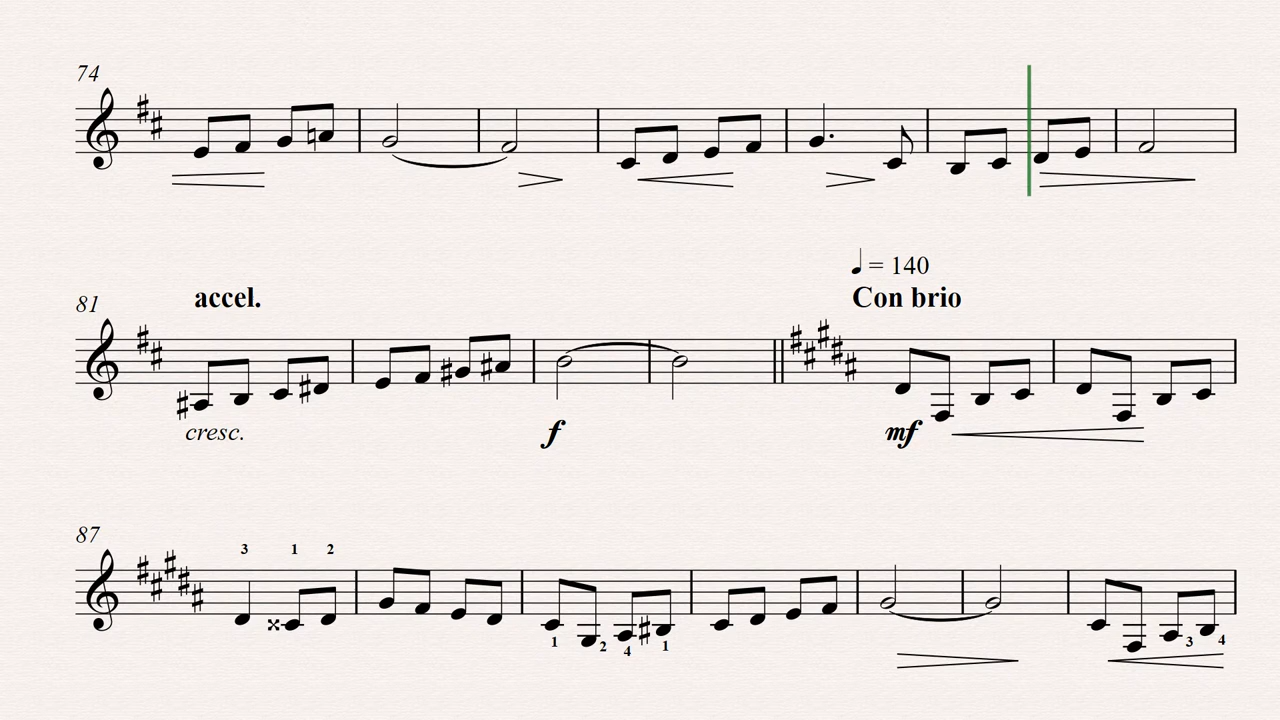 74
81
accel.
cresc.
f
= 140
Con brio
mf
87
3 1 2
1 2 4 1
3 4